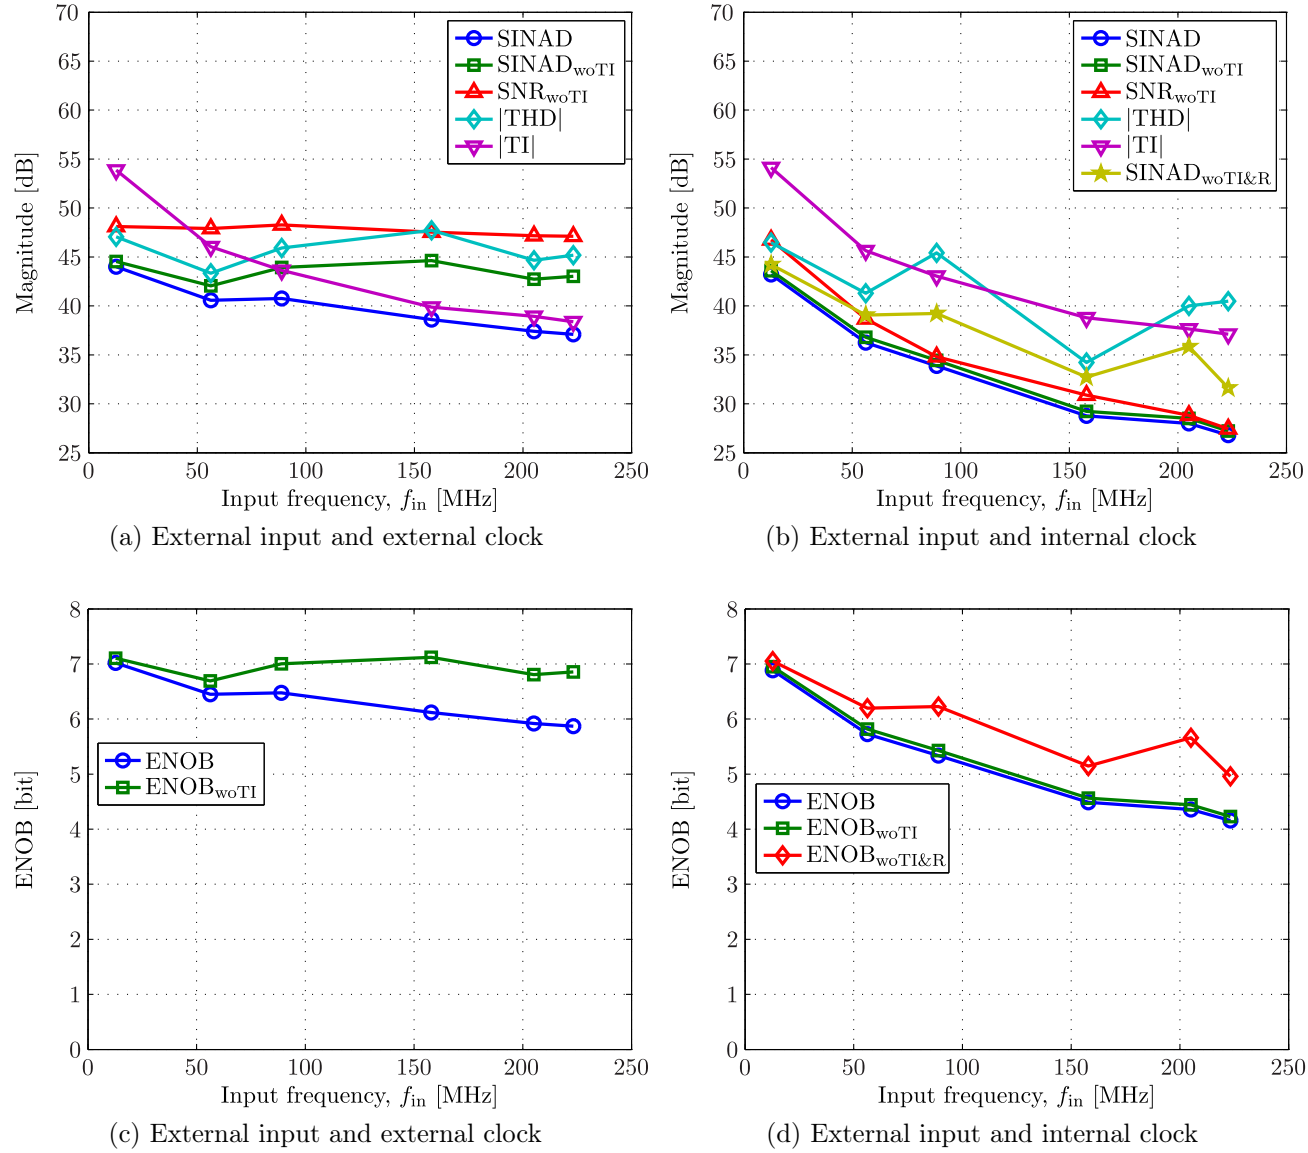 70
65
60
55
50
45
40
35
30
25
0 50 100 150 200 250
Magnitude [dB]
Input frequency, f_in [MHz]
SINAD
SINAD_woTI
SNR_woTI
|THD|
|TI|
(a) External input and external clock
70
65
60
55
50
45
40
35
30
25
0 50 100 150 200 250
Magnitude [dB]
Input frequency, f_in [MHz]
SINAD
SINAD_woTI
SNR_woTI
|THD|
|TI|
SINAD_woTI&R
(b) External input and internal clock
8
7
6
5
4
3
2
1
0
0 50 100 150 200 250
ENOB [bit]
Input frequency, f_in [MHz]
ENOB
ENOB_woTI
(c) External input and external clock
8
7
6
5
4
3
2
1
0
0 50 100 150 200 250
ENOB [bit]
Input frequency, f_in [MHz]
ENOB
ENOB_woTI
ENOB_woTI&R
(d) External input and internal clock